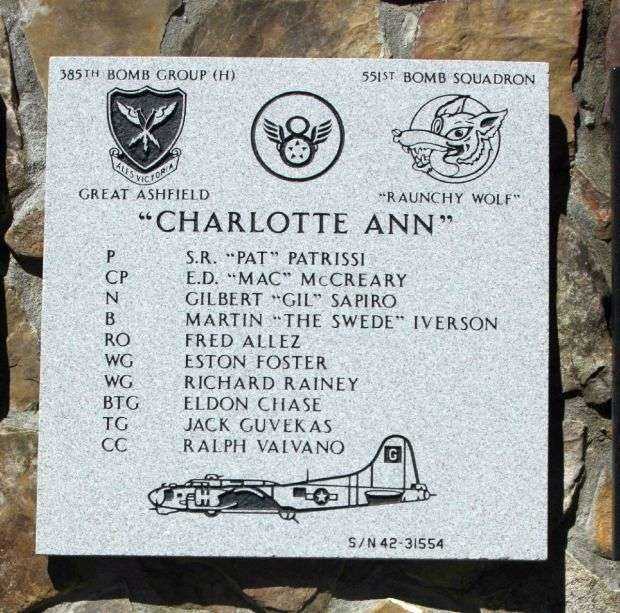 385TH BOMB GROUP (H) 551ST BOMB SQUADRON
ALES VICTORIA
GREAT ASHFIELD "RAUNCHY WOLF"
"CHARLOTTE ANN"
P S.R. "PAT" PATRISSI
CP E.D. "MAC" McCREARY
N GILBERT "GIL" SAPIRO
B MARTIN "THE SWEDE" IVERSON
RO FRED ALLEZ
WG ESTON FOSTER
WG RICHARD RAINEY
BTG ELDON CHASE
TG JACK GUVEKAS
CC RALPH VALVANO
G
S/N 42-31554